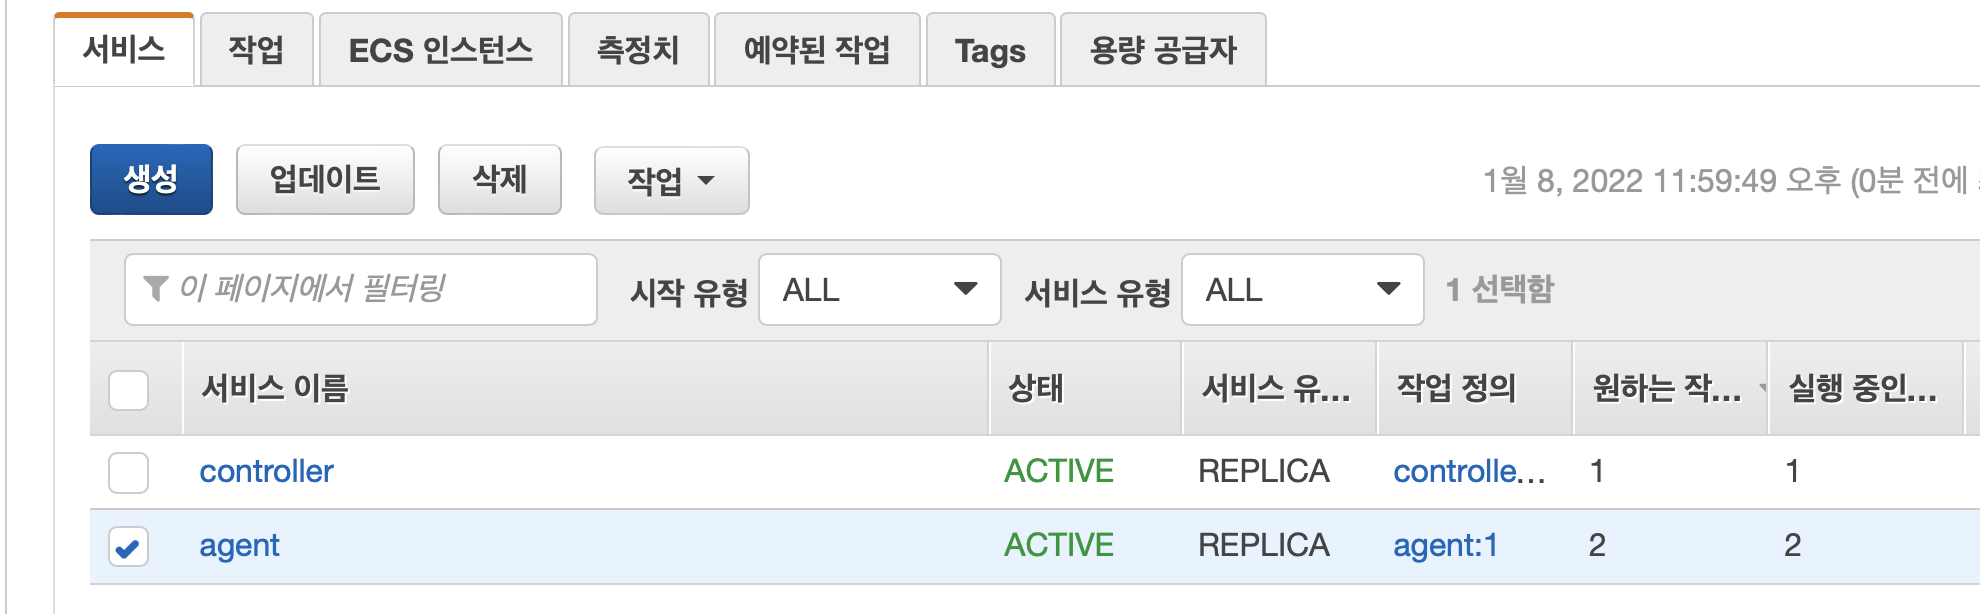 서비스 작업 ECS 인스턴스 측정치 예약된 작업 Tags 용량 공급자
생성 업데이트 삭제 작업 1월 8, 2022 11:59:49 오후 (0분 전에
이 페이지에서 필터링 시작 유형 ALL 서비스 유형 ALL 1 선택함
서비스 이름 상태 서비스 유... 작업 정의 원하는 작... 실행 중인...
controller ACTIVE REPLICA controlle... 1 1
agent ACTIVE REPLICA agent:1 2 2